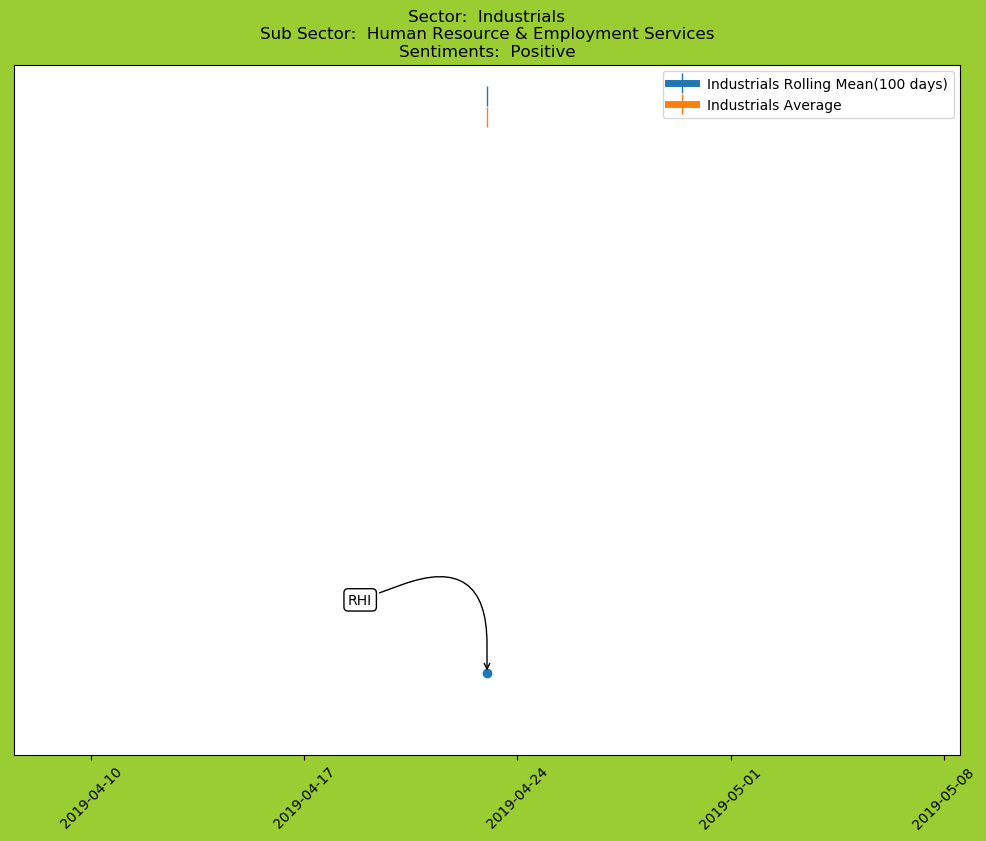 Sector:  Industrials
Sub Sector:  Human Resource & Employment Services
Sentiments:  Positive
Industrials Rolling Mean(100 days)
Industrials Average
RHI
2019-04-10
2019-04-17
2019-04-24
2019-05-01
2019-05-08